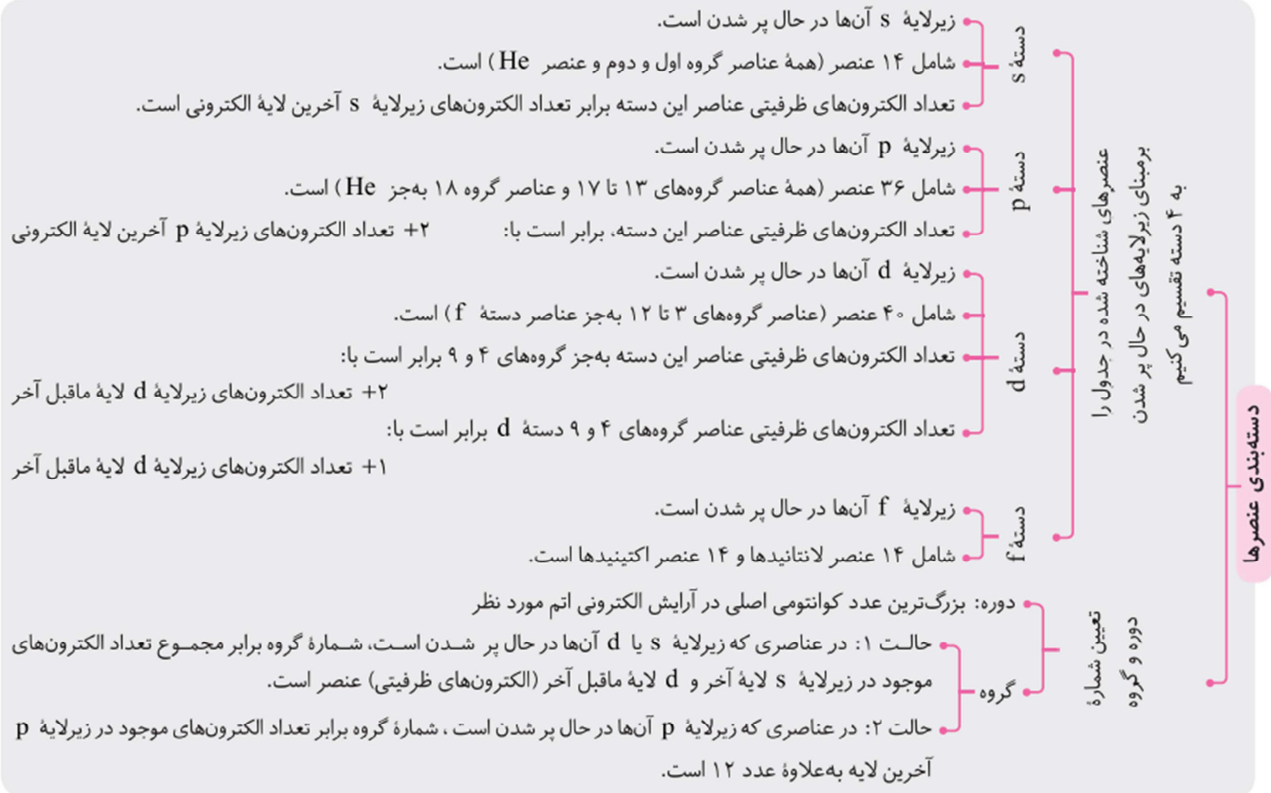 دسته‌بندی عنصرها
عنصرهای شناخته شده در جدول را
برمبنای زیرلایه‌های در حال پر شدن
به ۴ دسته تقسیم می‌کنیم
دستهٔ s
زیرلایهٔ s آن‌ها در حال پر شدن است.
شامل ۱۴ عنصر (همهٔ عناصر گروه اول و دوم و عنصر He) است.
تعداد الکترون‌های ظرفیتی عناصر این دسته برابر تعداد الکترون‌های زیرلایهٔ s آخرین لایهٔ الکترونی است.
دستهٔ p
زیرلایهٔ p آن‌ها در حال پر شدن است.
شامل ۳۶ عنصر (همهٔ عناصر گروه‌های ۱۳ تا ۱۷ و عناصر گروه ۱۸ به‌جز He) است.
تعداد الکترون‌های ظرفیتی عناصر این دسته، برابر است با: ۲+ تعداد الکترون‌های زیرلایهٔ p آخرین لایهٔ الکترونی
دستهٔ d
زیرلایهٔ d آن‌ها در حال پر شدن است.
شامل ۴۰ عنصر (عناصر گروه‌های ۳ تا ۱۲ به‌جز عناصر دستهٔ f) است.
تعداد الکترون‌های ظرفیتی عناصر این دسته به‌جز گروه‌های ۴ و ۹ برابر است با:
۲+ تعداد الکترون‌های زیرلایهٔ d لایهٔ ماقبل آخر
تعداد الکترون‌های ظرفیتی عناصر گروه‌های ۴ و ۹ دستهٔ d برابر است با:
۱+ تعداد الکترون‌های زیرلایهٔ d لایهٔ ماقبل آخر
دستهٔ f
زیرلایهٔ f آن‌ها در حال پر شدن است.
شامل ۱۴ عنصر لانتانیدها و ۱۴ عنصر اکتینیدها است.
تعیین شمارهٔ
دوره و گروه
دوره: بزرگ‌ترین عدد کوانتومی اصلی در آرایش الکترونی اتم مورد نظر
گروه
حالت ۱: در عناصری که زیرلایهٔ s یا d آن‌ها در حال پر شدن است، شمارهٔ گروه برابر مجموع تعداد الکترون‌های
موجود در زیرلایهٔ s لایهٔ آخر و d لایهٔ ماقبل آخر (الکترون‌های ظرفیتی) عنصر است.
حالت ۲: در عناصری که زیرلایهٔ p آن‌ها در حال پر شدن است، شمارهٔ گروه برابر تعداد الکترون‌های موجود در زیرلایهٔ p
آخرین لایه به‌علاوهٔ عدد ۱۲ است.